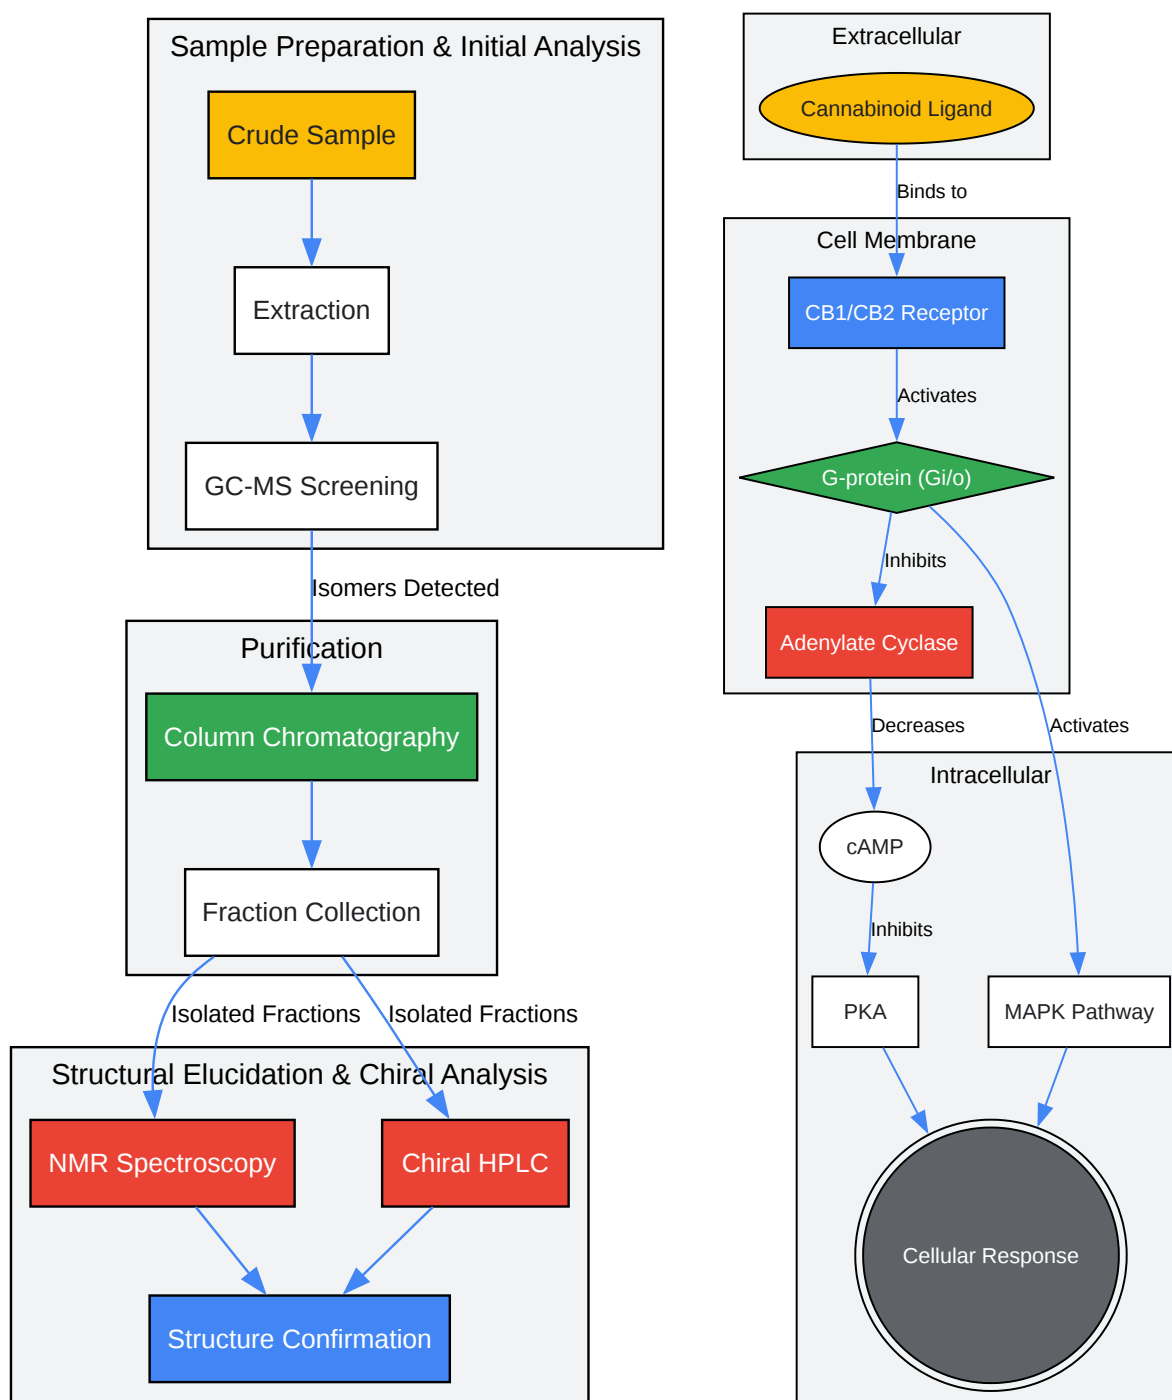 Sample Preparation & Initial Analysis
Crude Sample
Extraction
GC-MS Screening
Isomers Detected
Purification
Column Chromatography
Fraction Collection
Isolated Fractions
Isolated Fractions
Structural Elucidation & Chiral Analysis
NMR Spectroscopy
Chiral HPLC
Structure Confirmation
Extracellular
Cannabinoid Ligand
Binds to
Cell Membrane
CB1/CB2 Receptor
Activates
G-protein (Gi/o)
Inhibits
Adenylate Cyclase
Decreases
Activates
Intracellular
cAMP
Inhibits
PKA
MAPK Pathway
Cellular Response